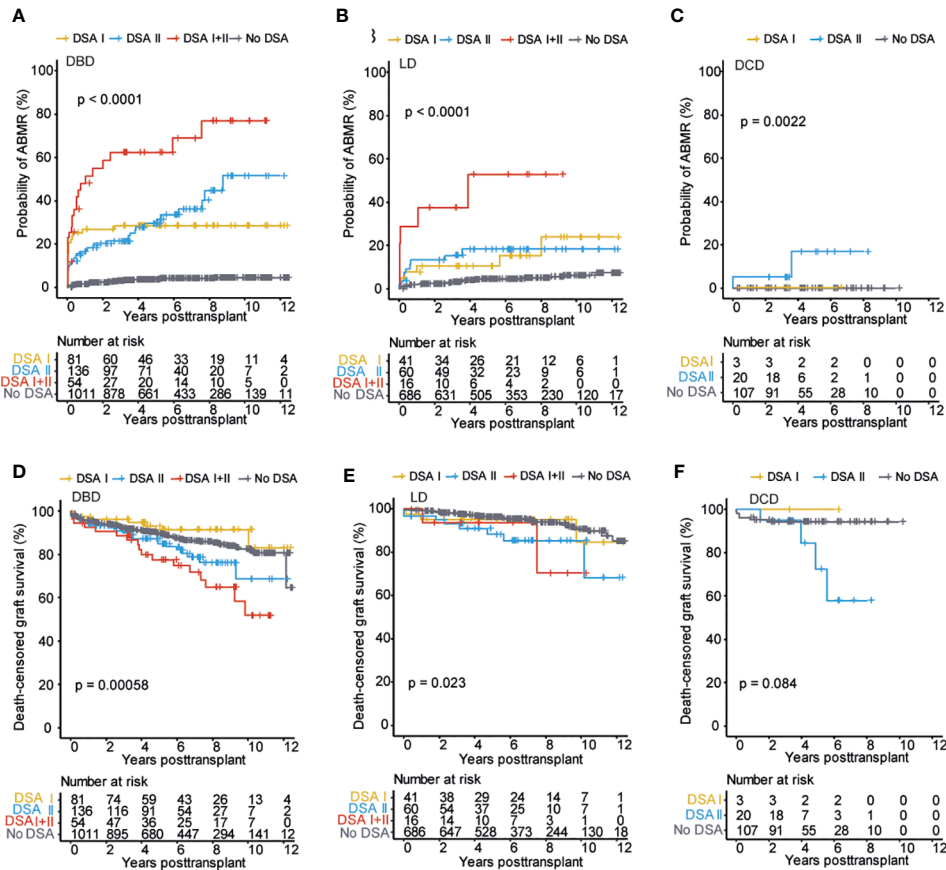 A
DSA I DSA II DSA I+II No DSA
DBD
p < 0.0001
Probability of ABMR (%)
100
80
60
40
20
0
0 2 4 6 8 10 12
Years posttransplant
Number at risk
DSA I 81 60 46 33 19 11 4
DSA II 136 97 71 40 20 7 2
DSA I+II 54 27 20 14 10 5 0
No DSA 1011 878 661 433 286 139 11
0 2 4 6 8 10 12
Years posttransplant
B
DSA I DSA II DSA I+II No DSA
LD
p < 0.0001
Probability of ABMR (%)
100
80
60
40
20
0
0 2 4 6 8 10 12
Years posttransplant
Number at risk
DSA I 41 34 26 21 12 6 1
DSA II 60 49 32 23 9 6 1
DSA I+II 16 10 6 4 2 0 0
No DSA 686 631 505 353 230 120 17
0 2 4 6 8 10 12
Years posttransplant
C
DSA I DSA II No DSA
DCD
p = 0.0022
Probability of ABMR (%)
100
80
60
40
20
0
0 2 4 6 8 10 12
Years posttransplant
Number at risk
DSA I 3 3 2 2 0 0 0
DSA II 20 18 6 2 1 0 0
No DSA 107 91 55 28 10 0 0
0 2 4 6 8 10 12
Years posttransplant
D
DSA I DSA II DSA I+II No DSA
DBD
p = 0.00058
Death-censored graft survival (%)
100
80
60
40
20
0
0 2 4 6 8 10 12
Years posttransplant
Number at risk
DSA I 81 74 59 43 26 13 4
DSA II 136 116 91 54 27 7 2
DSA I+II 54 47 36 25 17 7 0
No DSA 1011 895 680 447 294 141 12
0 2 4 6 8 10 12
Years posttransplant
E
DSA I DSA II DSA I+II No DSA
LD
p = 0.023
Death-censored graft survival (%)
100
80
60
40
20
0
0 2 4 6 8 10 12
Years posttransplant
Number at risk
DSA I 41 38 29 24 14 7 1
DSA II 60 54 37 25 10 7 1
DSA I+II 16 14 10 7 3 1 0
No DSA 686 647 528 373 244 130 18
0 2 4 6 8 10 12
Years posttransplant
F
DSA I DSA II No DSA
DCD
p = 0.084
Death-censored graft survival (%)
100
80
60
40
20
0
0 2 4 6 8 10 12
Years posttransplant
Number at risk
DSA I 3 3 2 2 0 0 0
DSA II 20 18 7 3 1 0 0
No DSA 107 91 55 28 10 0 0
0 2 4 6 8 10 12
Years posttransplant